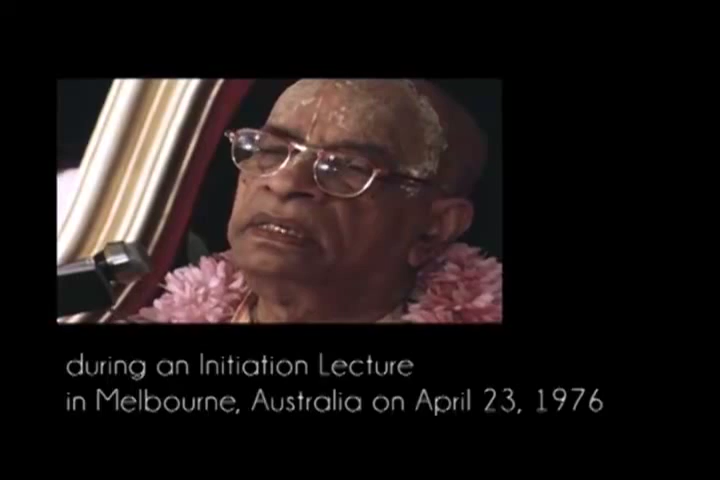 during an Initiation Lecture
in Melbourne, Australia on April 23, 1976